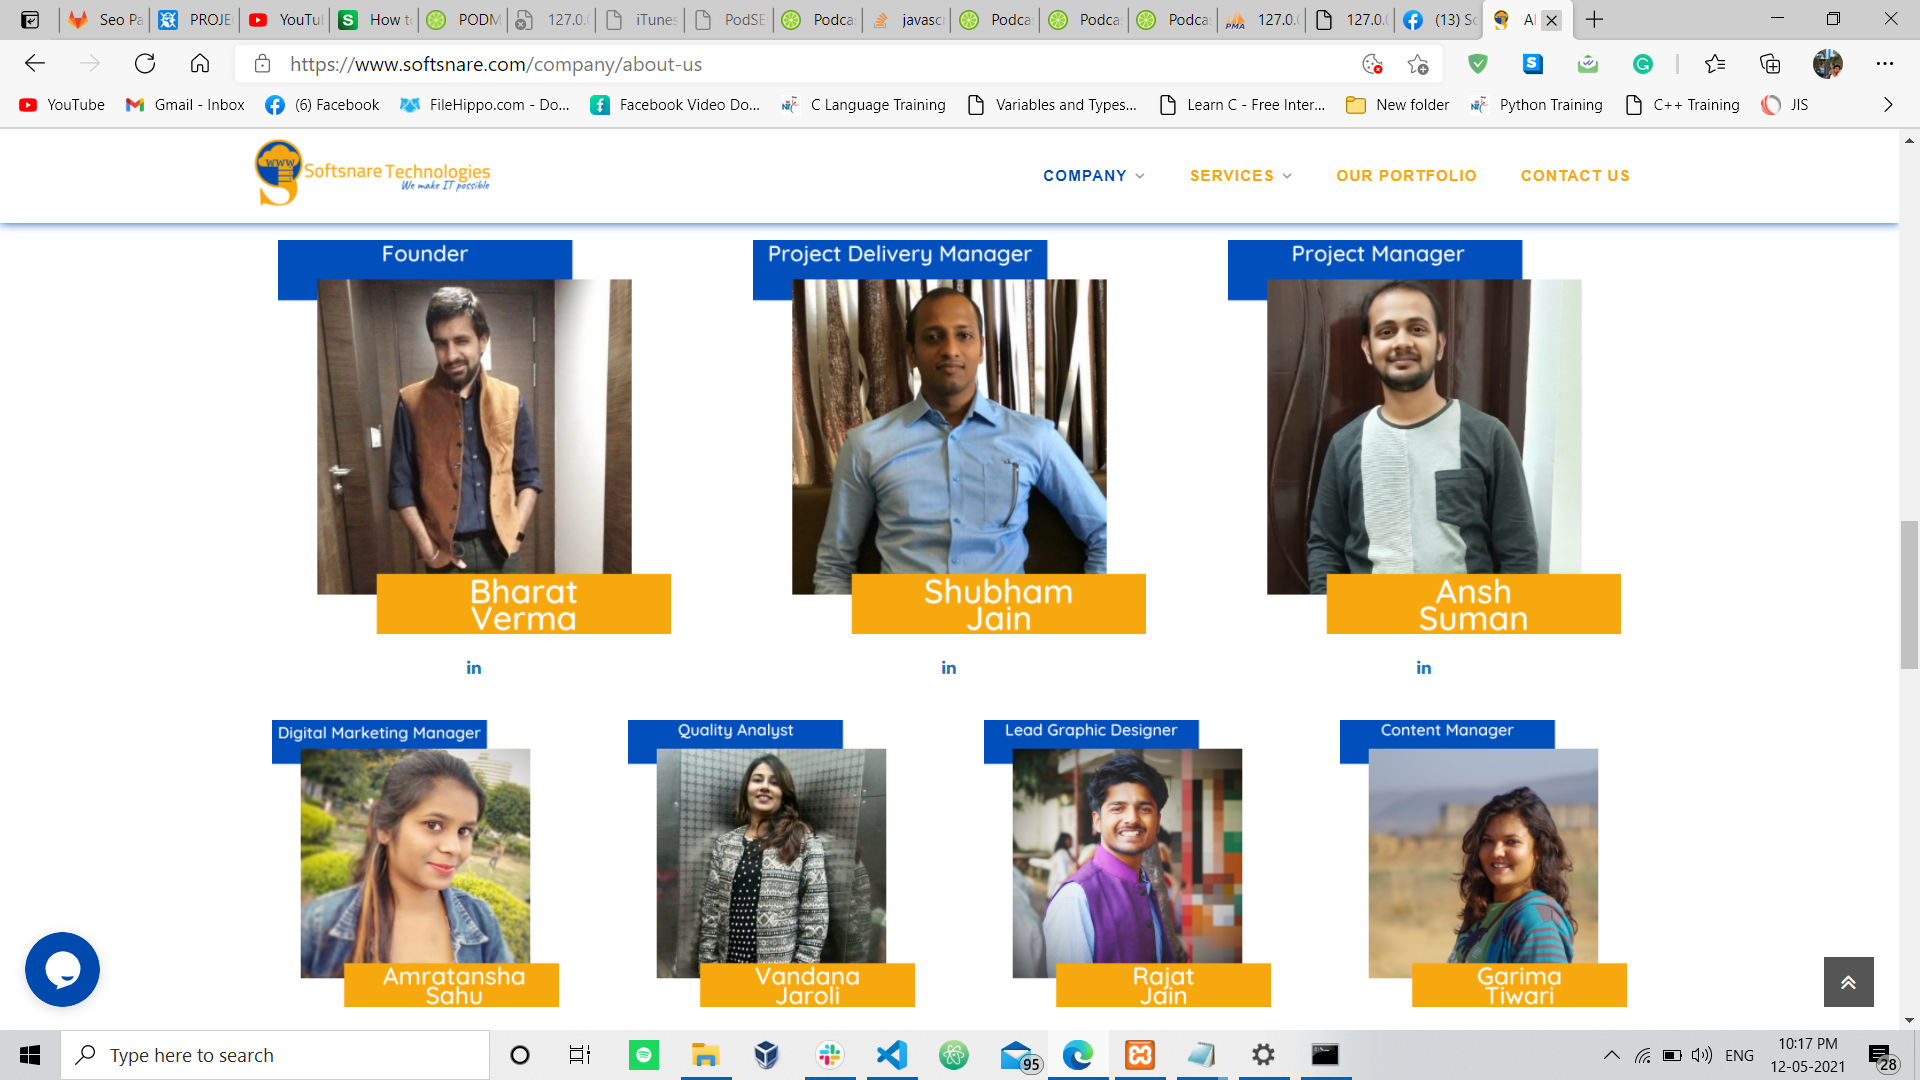 Seo Pa
PROJE
YouTu
How to
PODM
127.0.
iTunes
PodSE
Podca
javasc
Podca
Podca
Podca
127.0.
127.0.
(13) Sc
https://www.softsnare.com/company/about-us
YouTube
Gmail - Inbox
(6) Facebook
FileHippo.com - Do...
Facebook Video Do...
C Language Training
Variables and Types...
Learn C - Free Inter...
New folder
Python Training
C++ Training
JIS
www
Softsnare Technologies
We make IT possible
COMPANY
SERVICES
OUR PORTFOLIO
CONTACT US
Founder
Project Delivery Manager
Project Manager
Bharat
Verma
Shubham
Jain
Ansh
Suman
in
in
in
Digital Marketing Manager
Quality Analyst
Lead Graphic Designer
Content Manager
Amratansha
Sahu
Vandana
Jaroli
Rajat
Jain
Garima
Tiwari
Type here to search
95
ENG
10:17 PM
12-05-2021
28